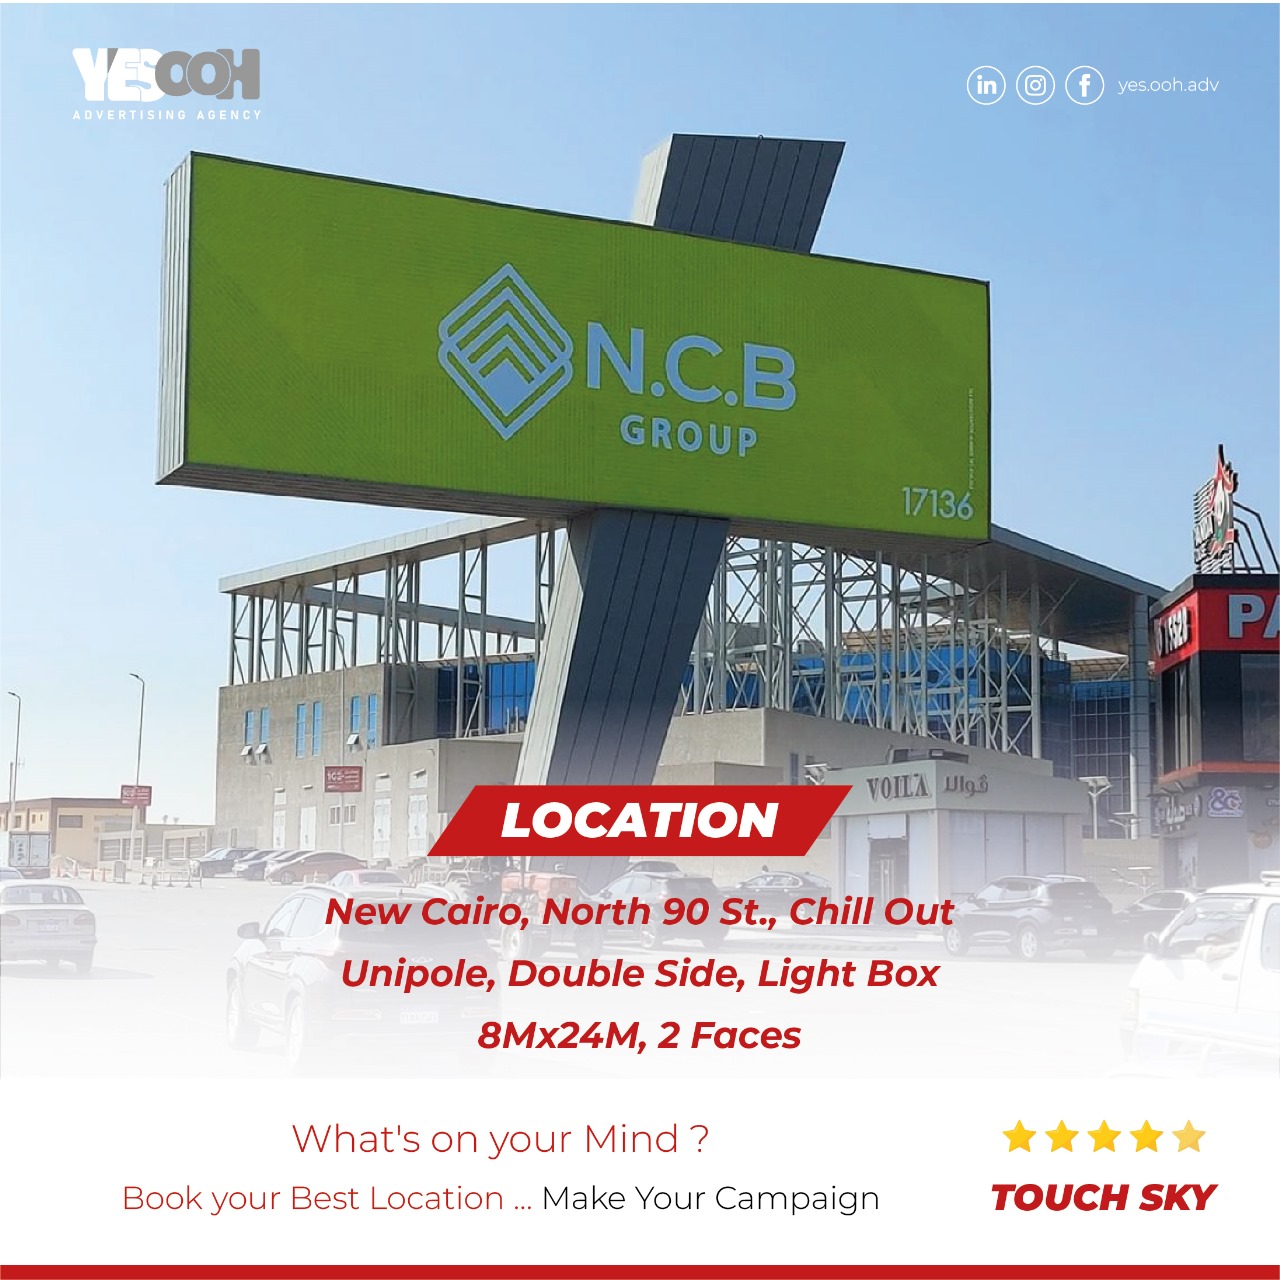 YESOOH
ADVERTISING AGENCY
yes.ooh.adv
N.C.B
GROUP
17136
PA
VOILA ڤوالا
LOCATION
New Cairo, North 90 St., Chill Out
Unipole, Double Side, Light Box
8Mx24M, 2 Faces
What's on your Mind ?
Book your Best Location ... Make Your Campaign
TOUCH SKY